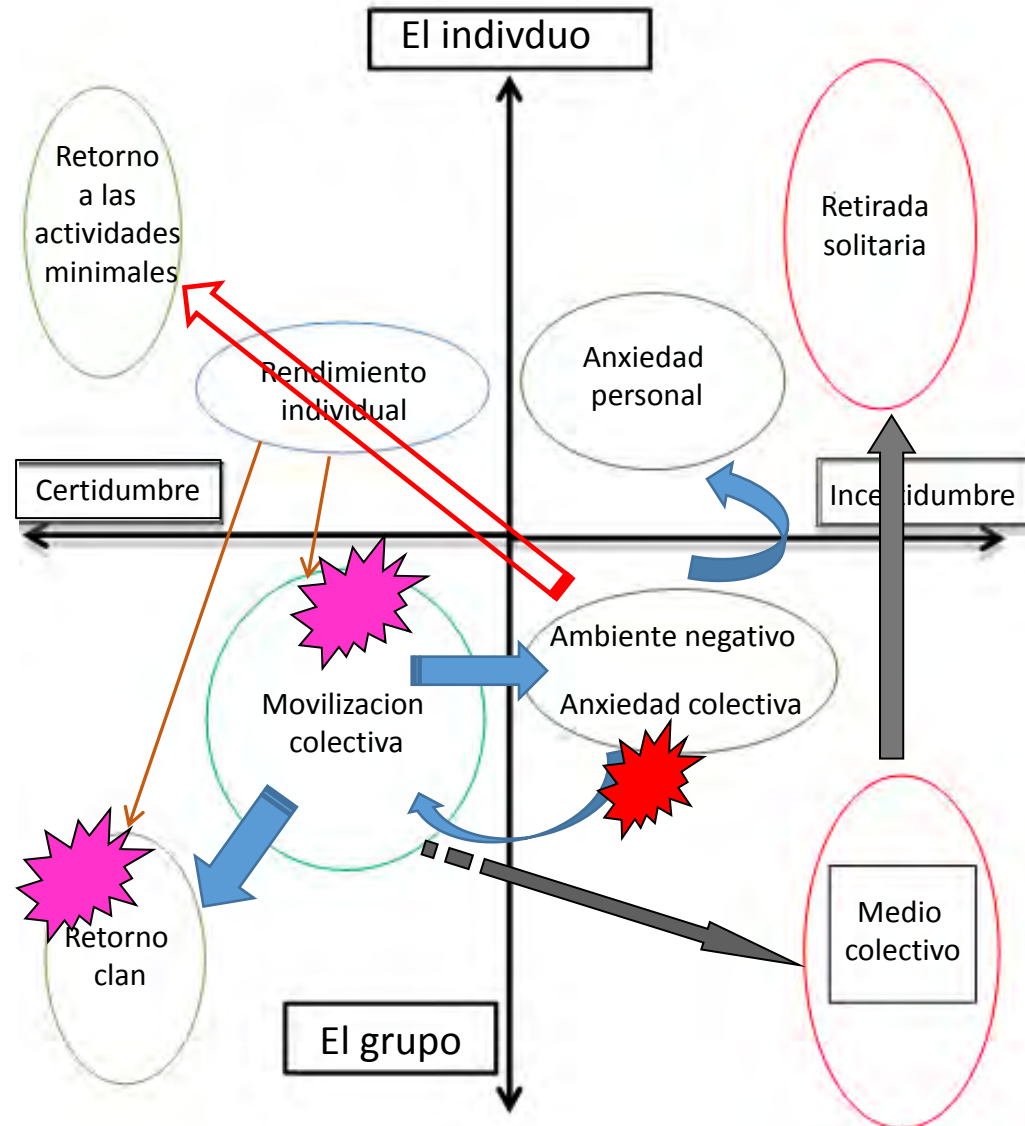 El indivduo
Retorno
a las
actividades
minimales
Retirada
solitaria
Rendimiento
individual
Anxiedad
personal
Certidumbre
Incertidumbre
Ambiente negativo
Anxiedad colectiva
Movilizacion
colectiva
Retorno
clan
Medio
colectivo
El grupo